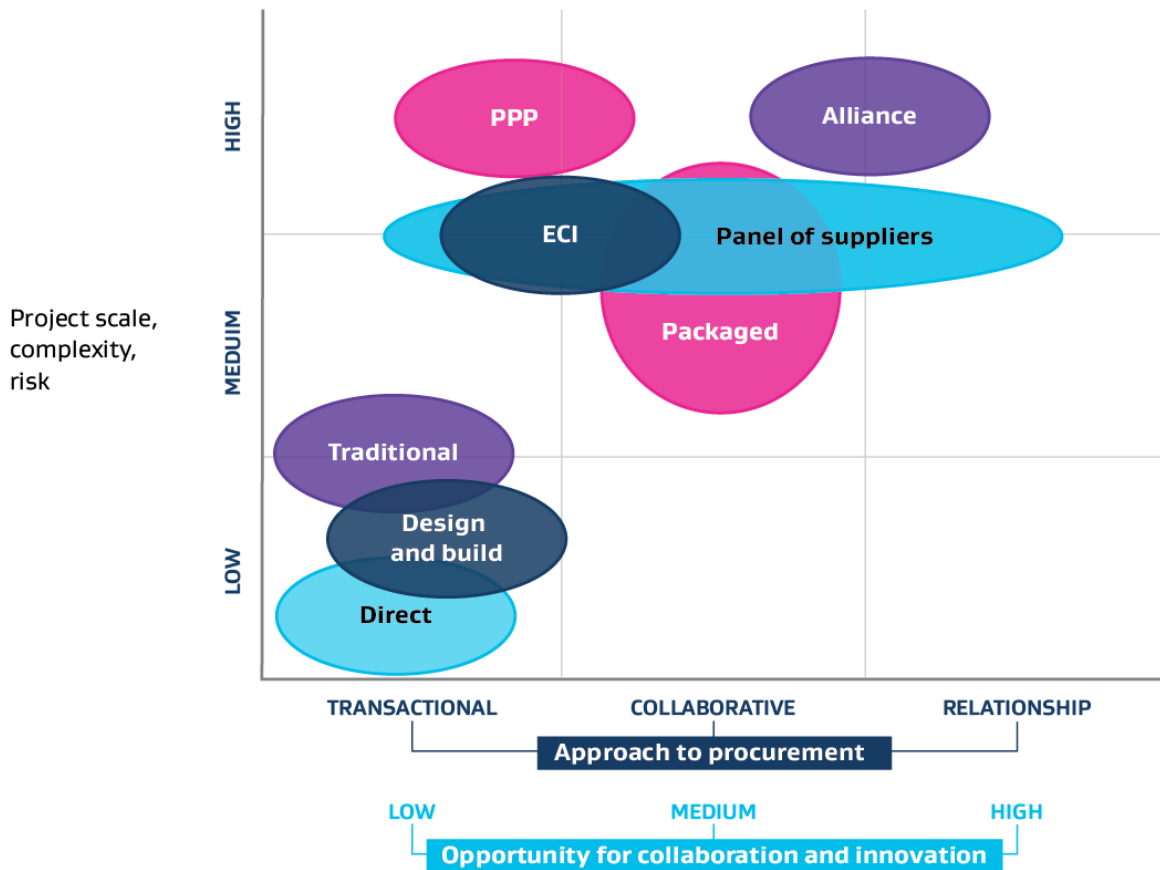 HIGH
PPP
Alliance
ECI
Panel of suppliers
Project scale,
complexity,
risk
MEDUIM
Packaged
Traditional
Design
and build
LOW
Direct
TRANSACTIONAL
COLLABORATIVE
RELATIONSHIP
Approach to procurement
LOW
MEDIUM
HIGH
Opportunity for collaboration and innovation